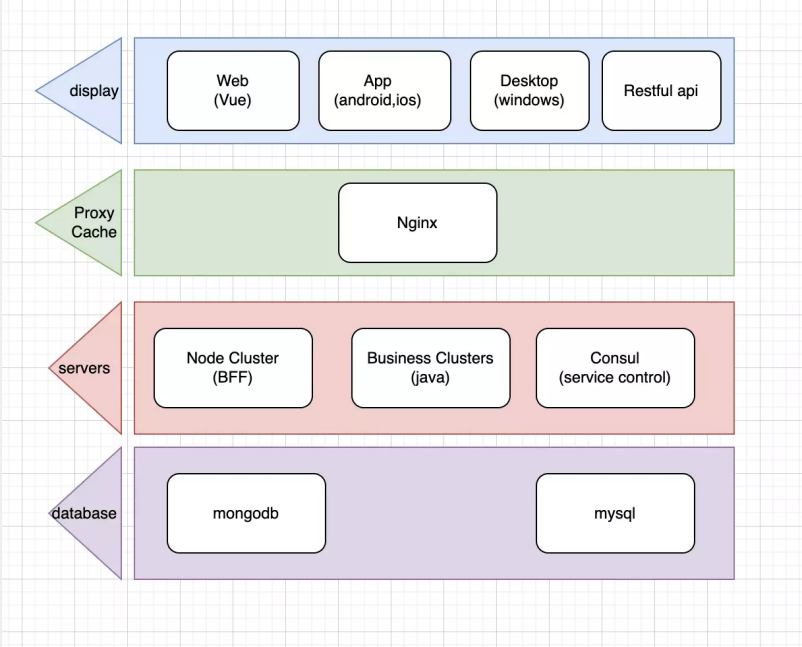 display
Web
(Vue)
App
(android,ios)
Desktop
(windows)
Restful api
Proxy
Cache
Nginx
servers
Node Cluster
(BFF)
Business Clusters
(java)
Consul
(service control)
database
mongodb
mysql